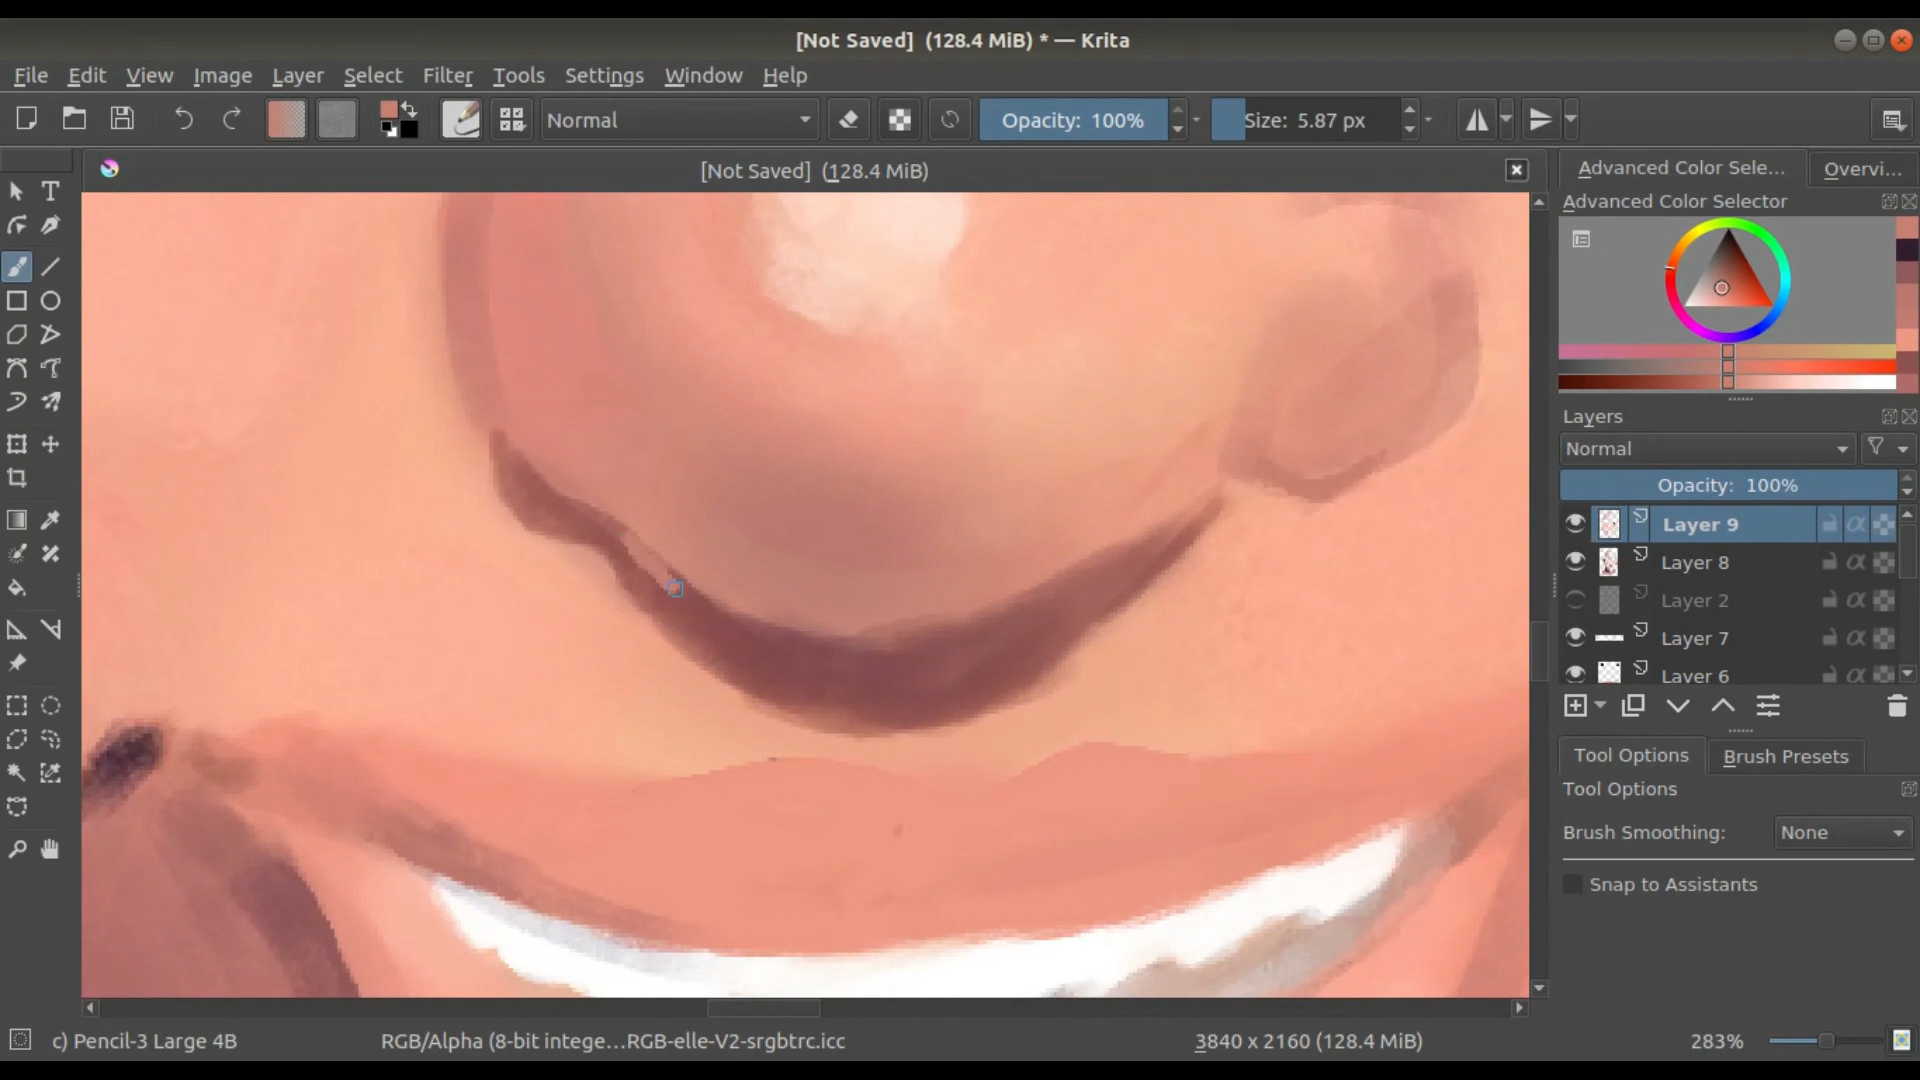 [Not Saved]  (128.4 MiB) * — Krita
File Edit View Image Layer Select Filter Tools Settings Window Help
Normal Opacity: 100% Size: 5.87 px
[Not Saved]  (128.4 MiB)
Advanced Color Sele... Overvi...
Advanced Color Selector
Layers
Normal
Opacity: 100%
Layer 9
Layer 8
Layer 2
Layer 7
Layer 6
Tool Options Brush Presets
Tool Options
Brush Smoothing: None
Snap to Assistants
c) Pencil-3 Large 4B RGB/Alpha (8-bit intege...RGB-elle-V2-srgbtrc.icc 3840 x 2160 (128.4 MiB) 283%